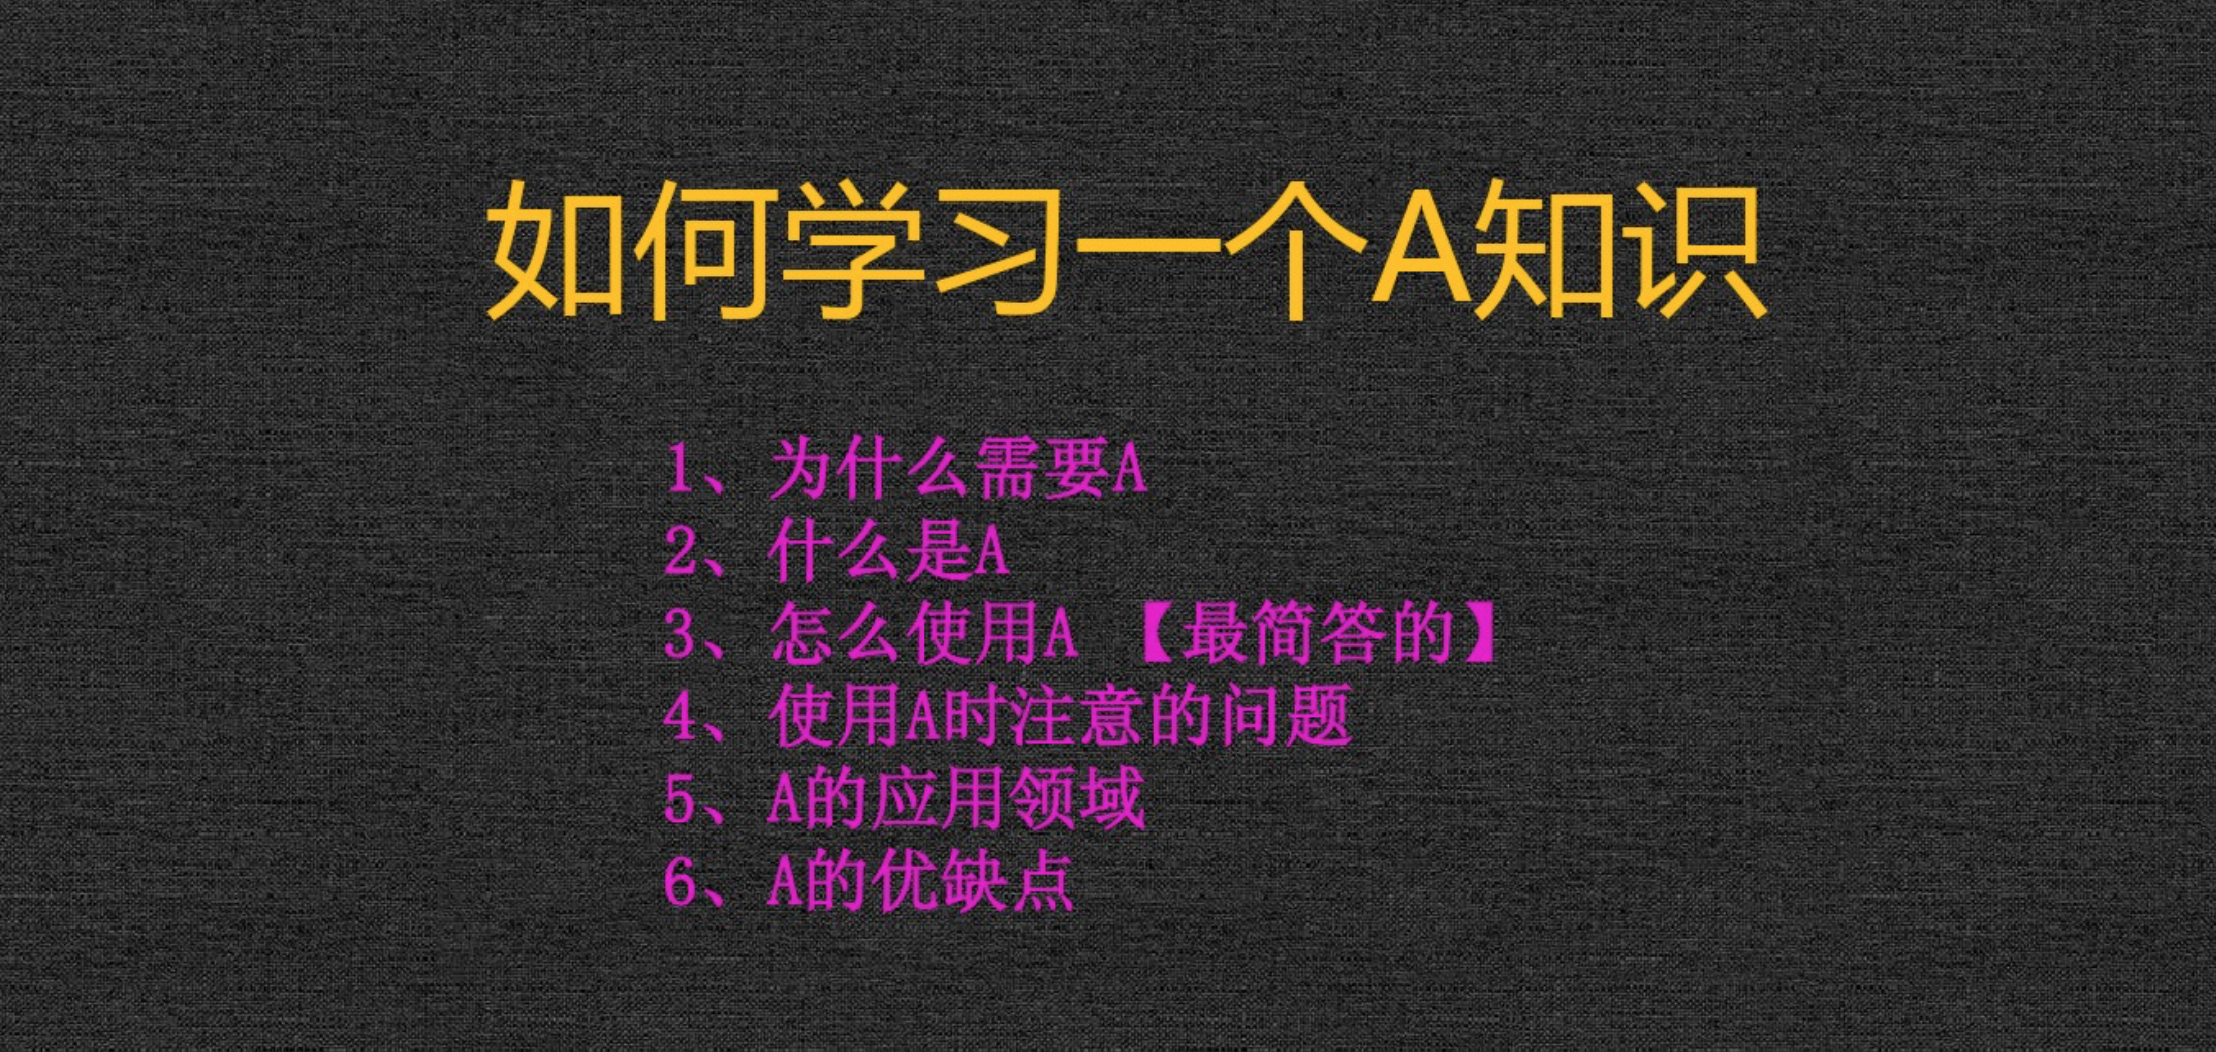 如何学习一个A知识
1、为什么需要A
2、什么是A
3、怎么使用A 【最简答的】
4、使用A时注意的问题
5、A的应用领域
6、A的优缺点